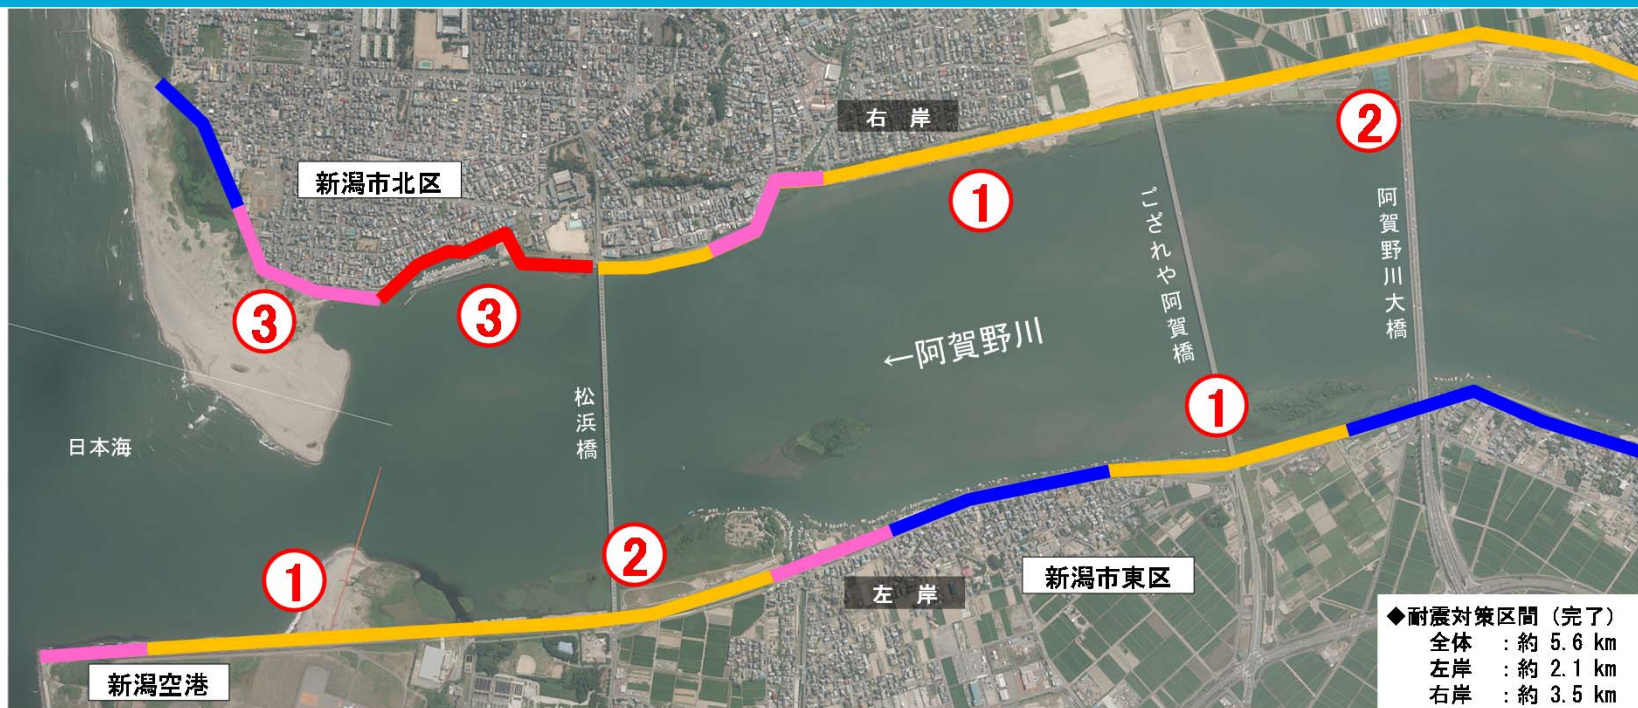 右 岸
②
新潟市北区
①
阿賀野川大橋
ござれや阿賀橋
③
③
←阿賀野川
松浜橋
①
日本海
①
②
新潟市東区
左 岸
新潟空港
◆耐震対策区間（完了）
全体 ：約 5.6 km
左岸 ：約 2.1 km
右岸 ：約 3.5 km